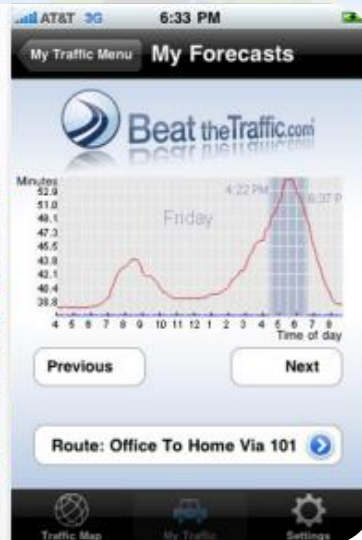 AT&T 3G 6:33 PM
My Traffic Menu My Forecasts
Beat theTraffic.com
Minutes
52.9
51.0
49.1
47.3
45.5
43.8
42.1
40.4
38.8
4:22 PM 6:37 P
Friday
4 5 6 7 8 9 10 11 12 1 2 3 4 5 6 7 8
Time of day
Previous Next
Route: Office To Home Via 101
Traffic Map My Traffic Settings